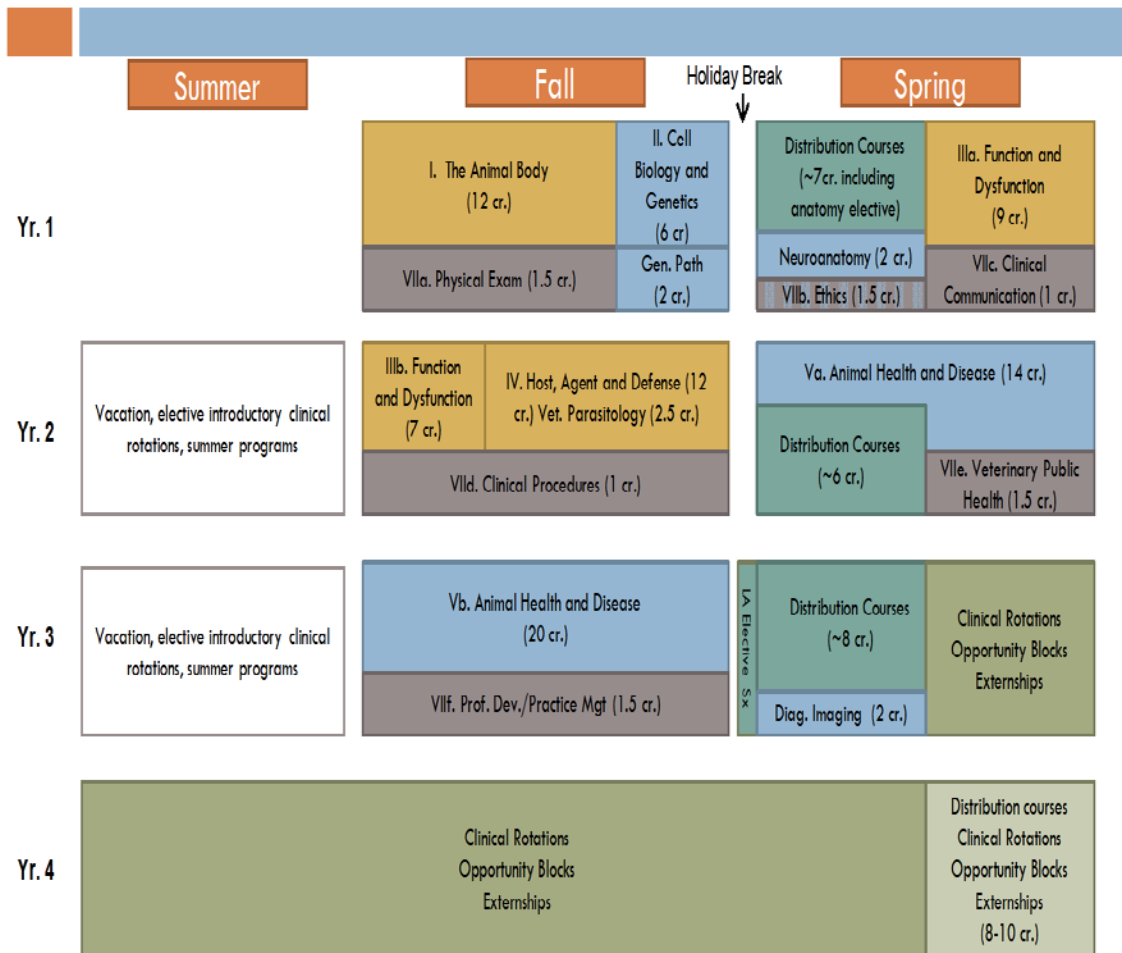 Summer
Fall
Holiday Break
Spring
Yr. 1
I. The Animal Body
(12 cr.)
II. Cell
Biology and
Genetics
(6 cr)
VIIa. Physical Exam (1.5 cr.)
Gen. Path
(2 cr.)
Distribution Courses
(~7cr. including
anatomy elective)
Neuroanatomy (2 cr.)
VIIb. Ethics (1.5 cr.)
IIIa. Function and
Dysfunction
(9 cr.)
VIIc. Clinical
Communication (1 cr.)
Yr. 2
Vacation, elective introductory clinical
rotations, summer programs
IIIb. Function
and Dysfunction
(7 cr.)
IV. Host, Agent and Defense (12
cr.) Vet. Parasitology (2.5 cr.)
VIId. Clinical Procedures (1 cr.)
Va. Animal Health and Disease (14 cr.)
Distribution Courses
(~6 cr.)
VIIe. Veterinary Public
Health (1.5 cr.)
Yr. 3
Vacation, elective introductory clinical
rotations, summer programs
Vb. Animal Health and Disease
(20 cr.)
VIIf. Prof. Dev./Practice Mgt (1.5 cr.)
LA Elective Sx
Distribution Courses
(~8 cr.)
Diag. Imaging (2 cr.)
Clinical Rotations
Opportunity Blocks
Externships
Yr. 4
Clinical Rotations
Opportunity Blocks
Externships
Distribution courses
Clinical Rotations
Opportunity Blocks
Externships
(8-10 cr.)